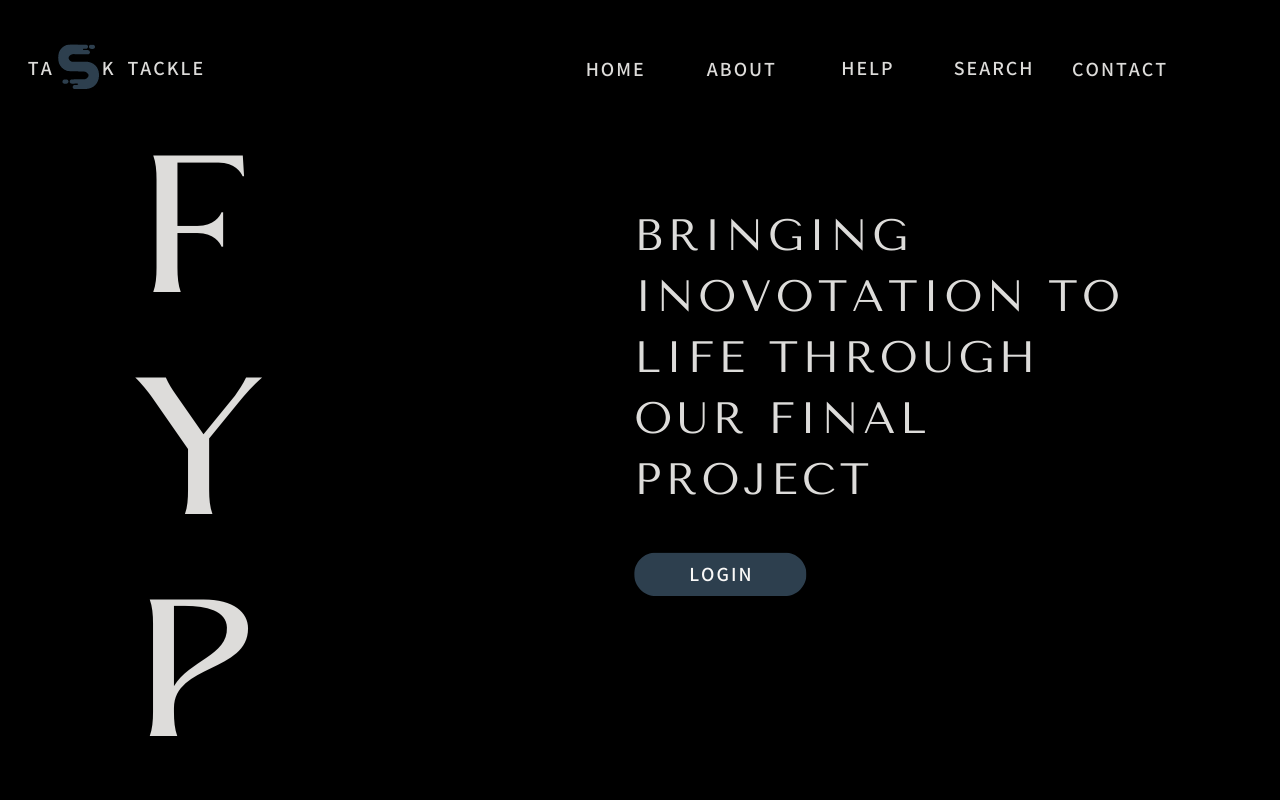 TASK TACKLE
HOME ABOUT HELP SEARCH CONTACT
F
Y
P
BRINGING
INOVOTATION TO
LIFE THROUGH
OUR FINAL
PROJECT
LOGIN